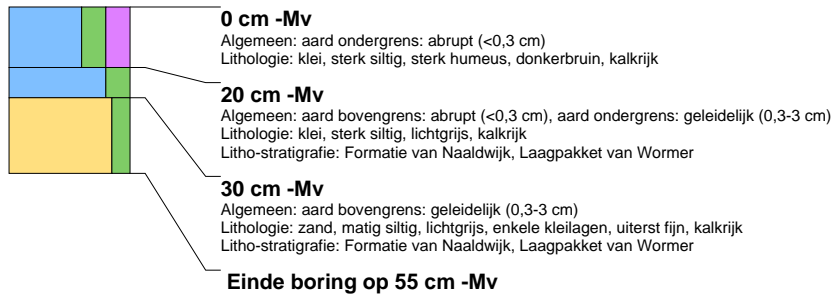 0 cm -Mv
Algemeen: aard ondergrens: abrupt (<0,3 cm)
Lithologie: klei, sterk siltig, sterk humeus, donkerbruin, kalkrijk
20 cm -Mv
Algemeen: aard bovengrens: abrupt (<0,3 cm), aard ondergrens: geleidelijk (0,3-3 cm)
Lithologie: klei, sterk siltig, lichtgrijs, kalkrijk
Litho-stratigrafie: Formatie van Naaldwijk, Laagpakket van Wormer
30 cm -Mv
Algemeen: aard bovengrens: geleidelijk (0,3-3 cm)
Lithologie: zand, matig siltig, lichtgrijs, enkele kleilagen, uiterst fijn, kalkrijk
Litho-stratigrafie: Formatie van Naaldwijk, Laagpakket van Wormer
Einde boring op 55 cm -Mv